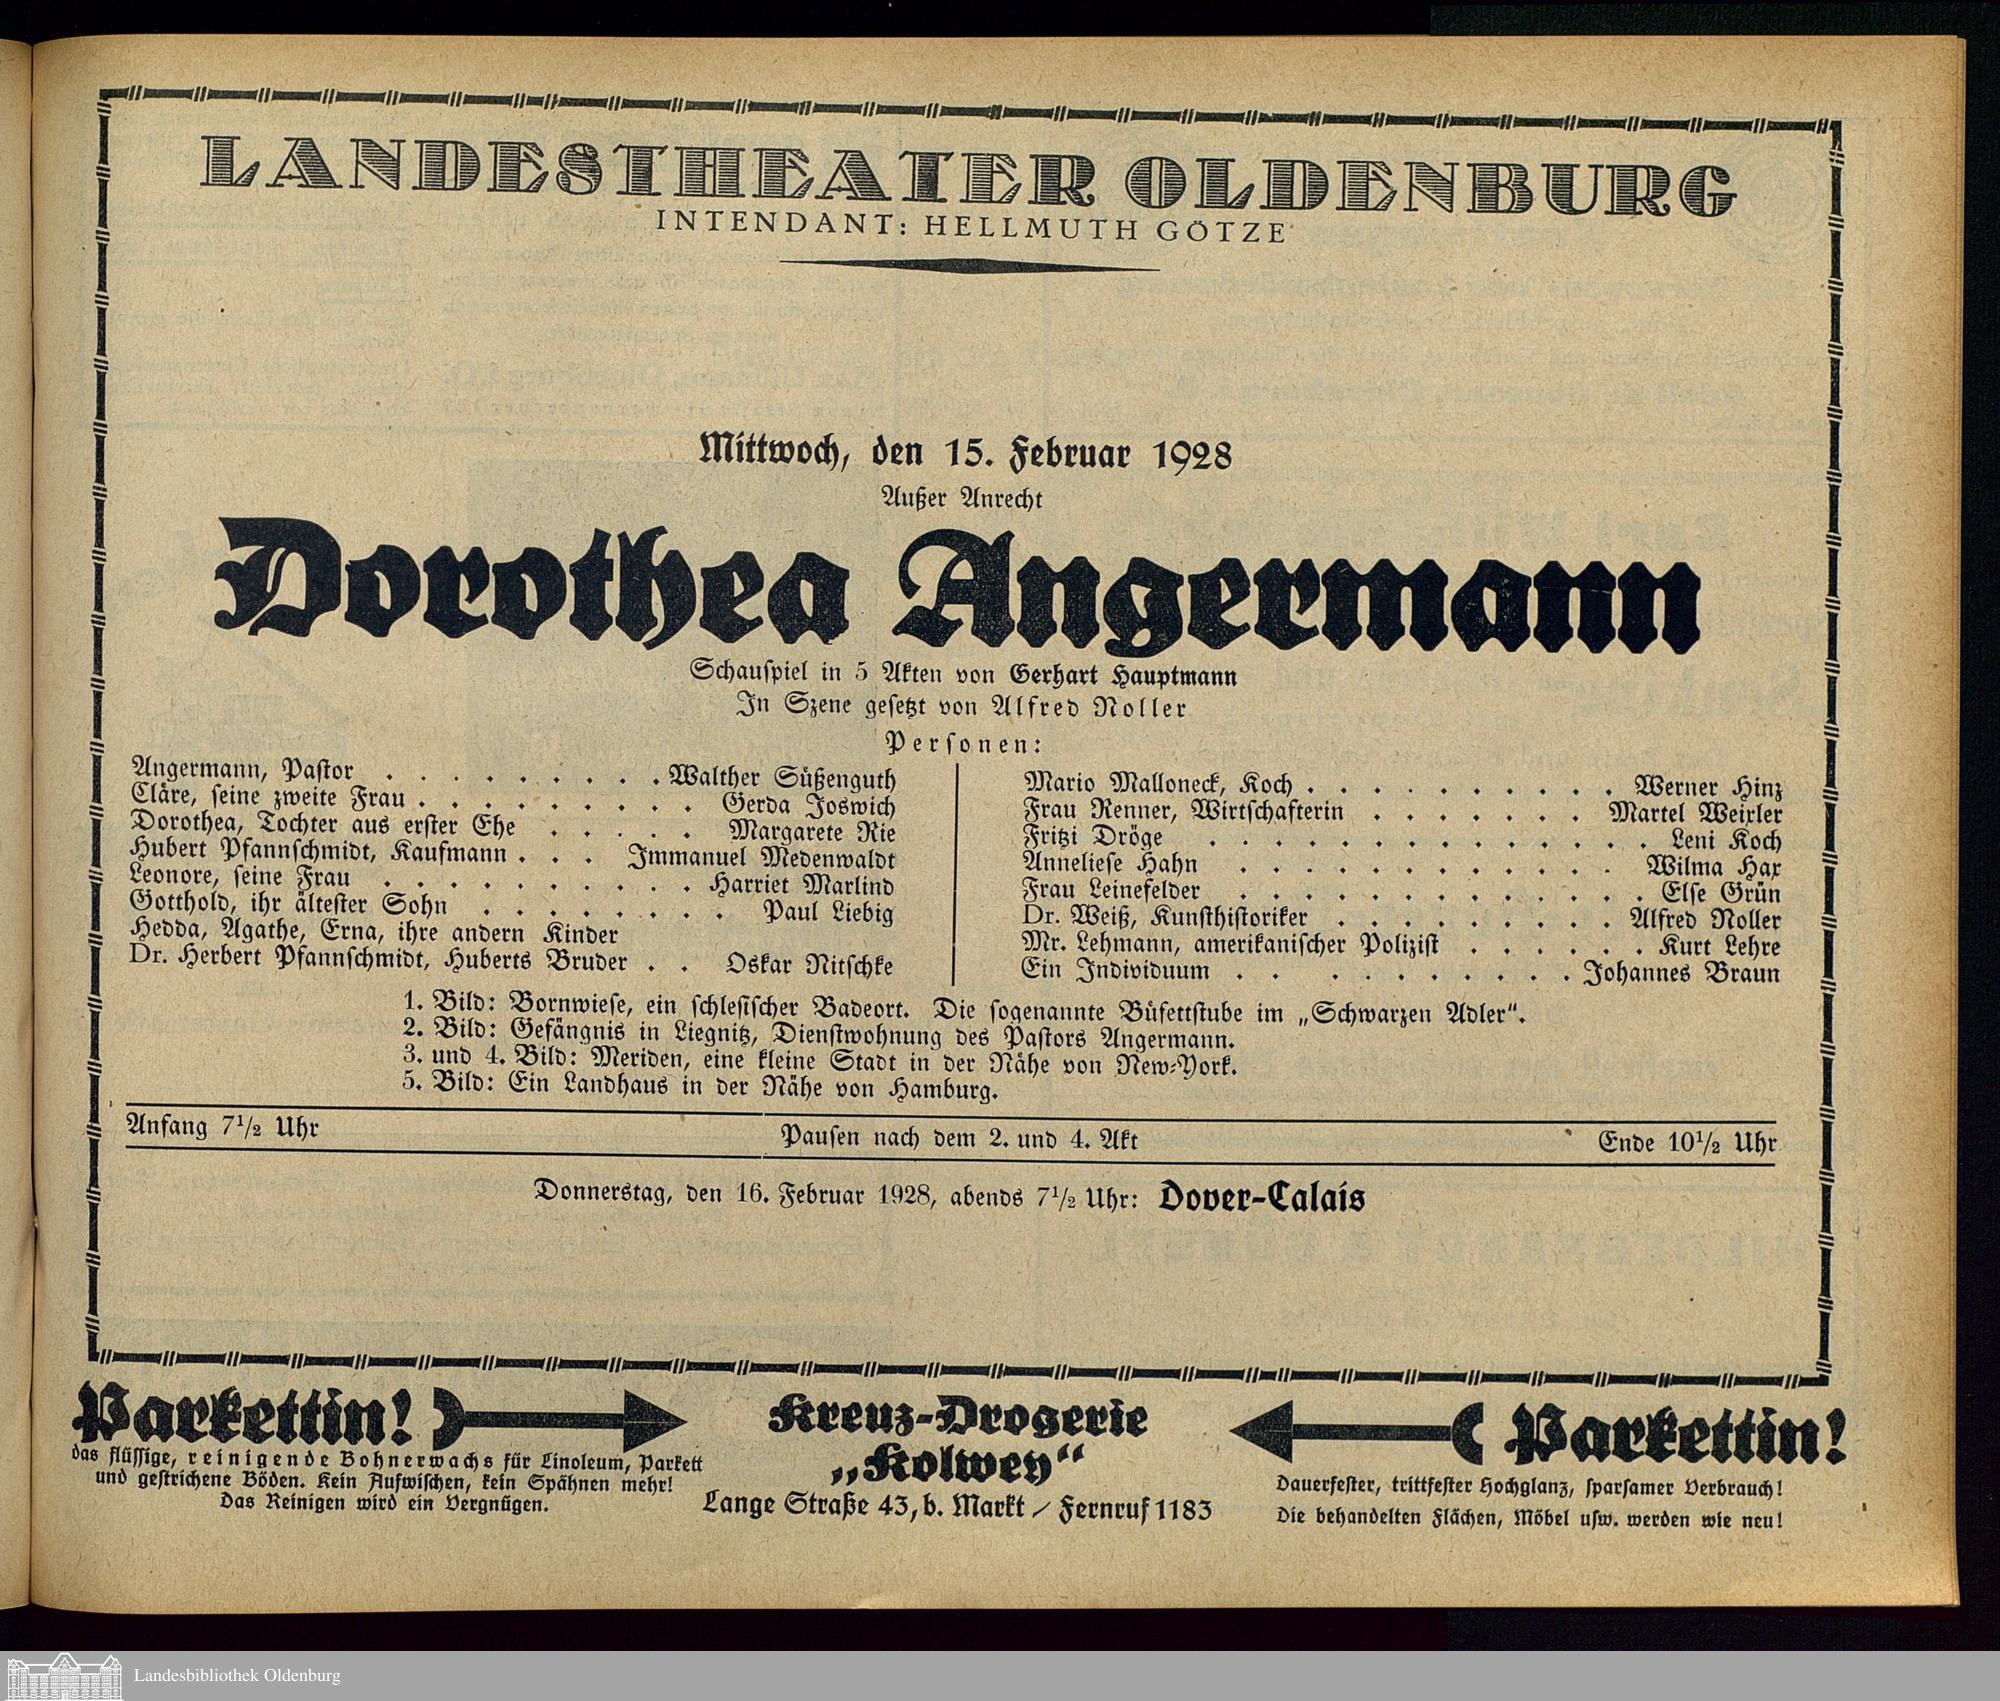 LANDESTHEATER OLDENBURG
INTENDANT: HELLMUTH GÖTZE
Mittwoch, den 15. Februar 1928
Außer Anrecht
Dorothea Angermann
Schauspiel in 5 Akten von Gerhart Hauptmann
In Szene gesetzt von Alfred Noller
Personen:
Angermann, Pastor . . . . . . . . . Walther Süßenguth
Cläre, seine zweite Frau . . . . . . . . . Gerda Joswich
Dorothea, Tochter aus erster Ehe . . . . . Margarete Rie
Hubert Pfannschmidt, Kaufmann . . . Immanuel Medenwaldt
Leonore, seine Frau . . . . . . . . . . Harriet Marlind
Gotthold, ihr ältester Sohn . . . . . . . . Paul Liebig
Hedda, Agathe, Erna, ihre andern Kinder
Dr. Herbert Pfannschmidt, Huberts Bruder . . Oskar Nitschke
Mario Malloneck, Koch . . . . . . . . . . Werner Hinz
Frau Renner, Wirtschafterin . . . . . . . Martel Weixler
Fritzi Dröge . . . . . . . . . . . . . . Leni Koch
Anneliese Hahn . . . . . . . . . . . . Wilma Hax
Frau Leinefelder . . . . . . . . . . . . . Else Grün
Dr. Weiß, Kunsthistoriker . . . . . . . . . Alfred Noller
Mr. Lehmann, amerikanischer Polizist . . . . . . Kurt Lehre
Ein Individuum . . . . . . . . . . Johannes Braun
1. Bild: Bornwiese, ein schlesischer Badeort. Die sogenannte Büfettstube im „Schwarzen Adler“.
2. Bild: Gefängnis in Liegnitz, Dienstwohnung des Pastors Angermann.
3. und 4. Bild: Meriden, eine kleine Stadt in der Nähe von New-York.
5. Bild: Ein Landhaus in der Nähe von Hamburg.
Anfang 7½ Uhr Pausen nach dem 2. und 4. Akt Ende 10½ Uhr
Donnerstag, den 16. Februar 1928, abends 7½ Uhr: Dover-Calais
Parkettin!
das flüssige, reinigende Bohnerwachs für Linoleum, Parkett
und gestrichene Böden. Kein Aufwischen, kein Spähnen mehr!
Das Reinigen wird ein Vergnügen.
Kreuz-Drogerie
„Kolwey“
Lange Straße 43, b. Markt / Fernruf 1183
Parkettin!
Dauerfester, trittfester Hochglanz, sparsamer Verbrauch!
Die behandelten Flächen, Möbel usw. werden wie neu!
Landesbibliothek Oldenburg